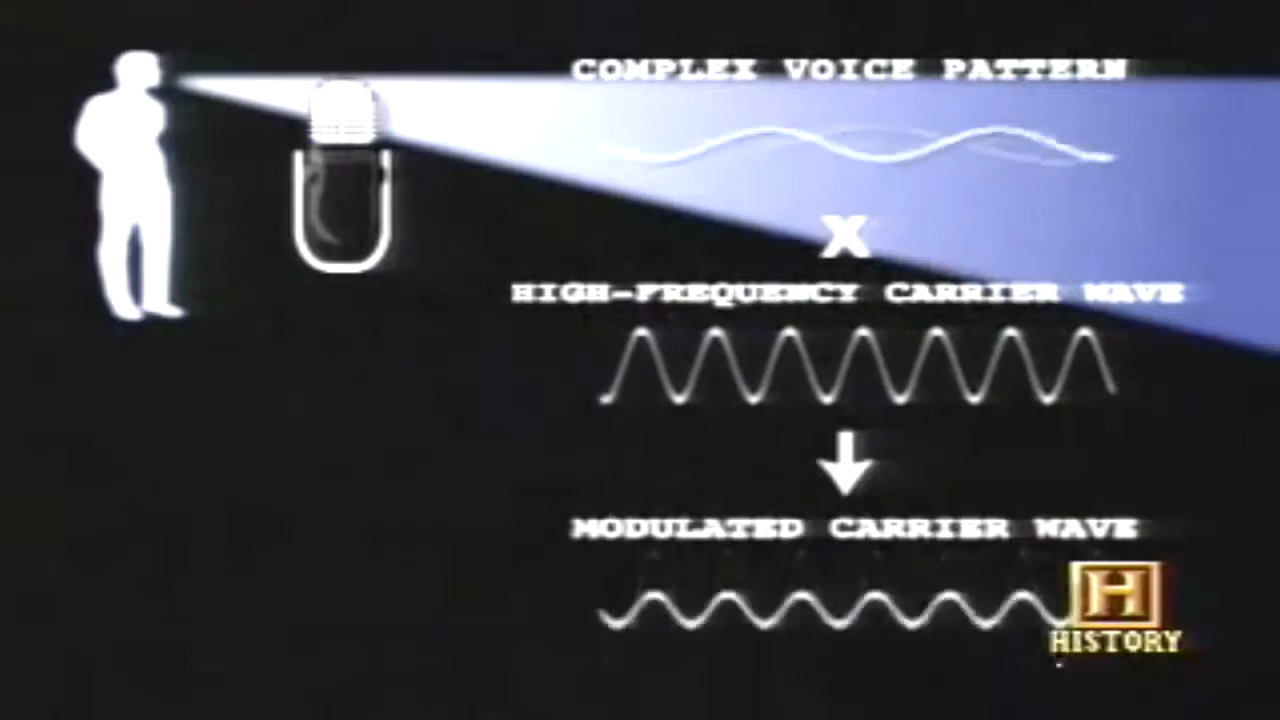 COMPLEX VOICE PATTERN
X
HIGH-FREQUENCY CARRIER WAVE
MODULATED CARRIER WAVE
H
HISTORY